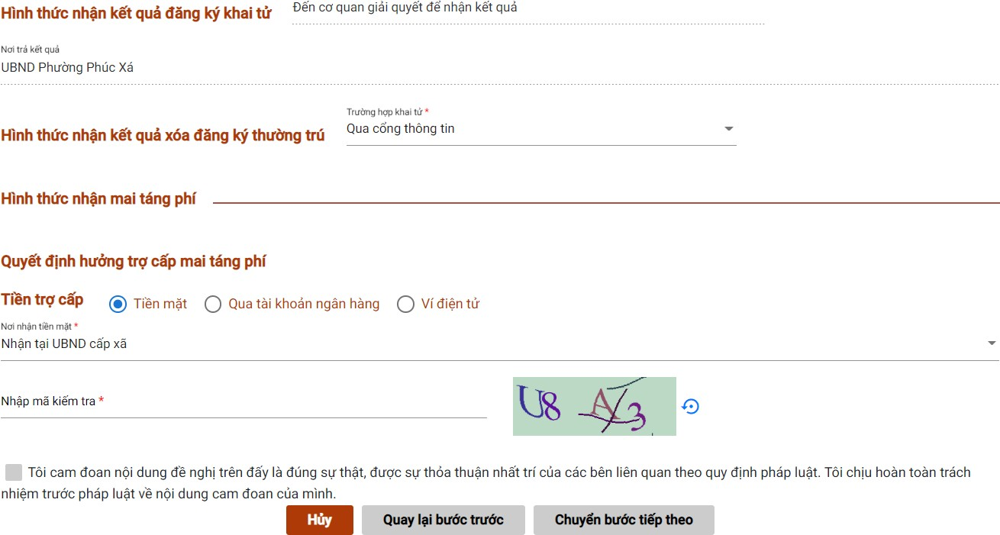 Hình thức nhận kết quả đăng ký khai tử
Đến cơ quan giải quyết để nhận kết quả
Nơi trả kết quả
UBND Phường Phúc Xá
Hình thức nhận kết quả xóa đăng ký thường trú
Trường hợp khai tử *
Qua cổng thông tin
Hình thức nhận mai táng phí
Quyết định hưởng trợ cấp mai táng phí
Tiền trợ cấp
Tiền mặt
Qua tài khoản ngân hàng
Ví điện tử
Nơi nhận tiền mặt *
Nhận tại UBND cấp xã
Nhập mã kiểm tra *
Tôi cam đoan nội dung đề nghị trên đấy là đúng sự thật, được sự thỏa thuận nhất trí của các bên liên quan theo quy định pháp luật. Tôi chịu hoàn toàn trách
nhiệm trước pháp luật về nội dung cam đoan của mình.
Hủy
Quay lại bước trước
Chuyển bước tiếp theo